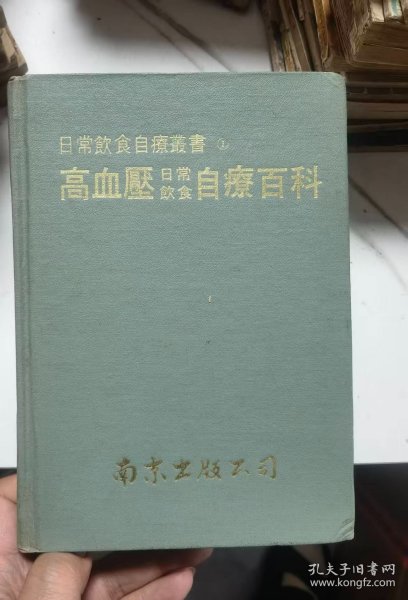 日常飲食自療叢書 ①
高血壓日常飲食自療百科
南京出版公司
孔夫子旧书网
www.kongfz.com